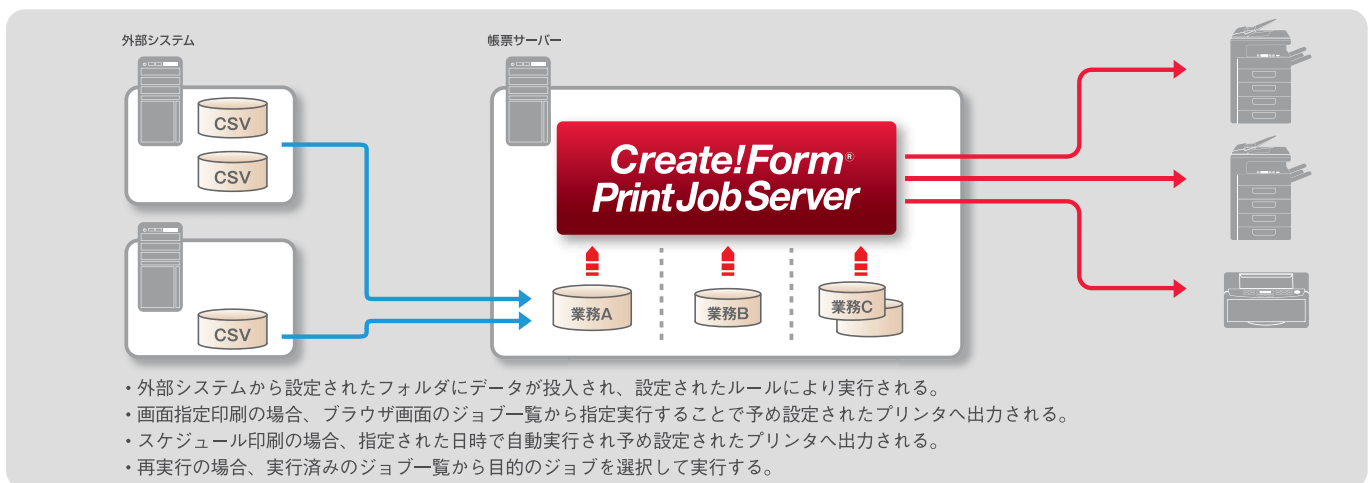 外部システム
帳票サーバー
CSV
CSV
CSV
Create!Form®
Print Job Server
業務A
業務B
業務C
・外部システムから設定されたフォルダにデータが投入され、設定されたルールにより実行される。
・画面指定印刷の場合、ブラウザ画面のジョブ一覧から指定実行することで予め設定されたプリンタへ出力される。
・スケジュール印刷の場合、指定された日時で自動実行され予め設定されたプリンタへ出力される。
・再実行の場合、実行済みのジョブ一覧から目的のジョブを選択して実行する。